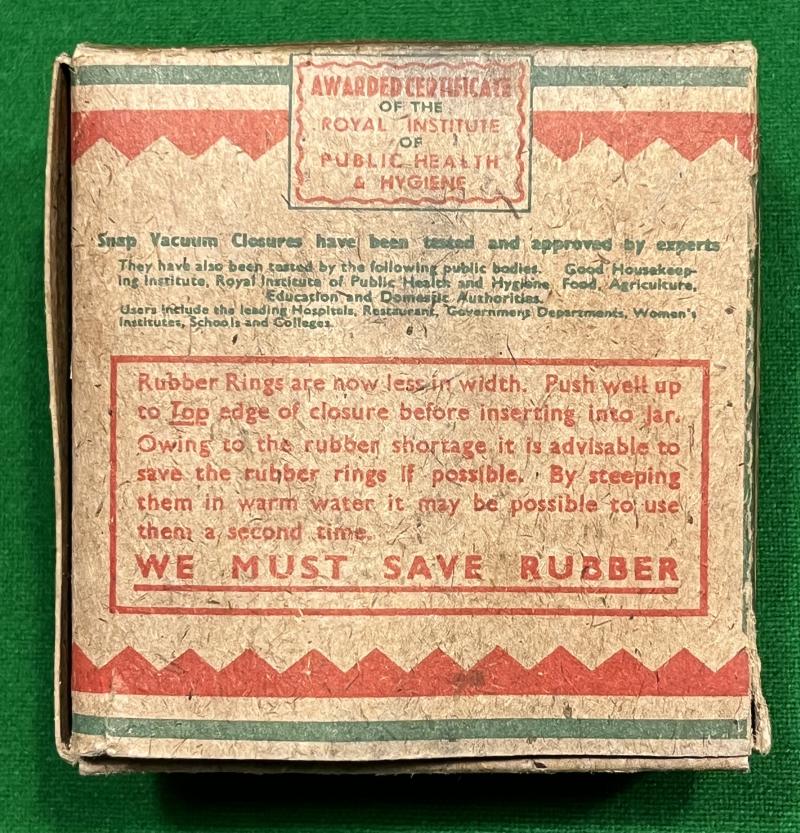 AWARDED CERTIFICATE
OF THE
ROYAL INSTITUTE
OF
PUBLIC HEALTH
& HYGIENE
Snap Vacuum Closures have been tested and approved by experts
They have also been tested by the following public bodies. Good Housekeep-
ing Institute, Royal Institute of Public Health and Hygiene, Food, Agriculture,
Education and Domestic Authorities.
Users include the leading Hospitals, Restaurant, Government Departments, Women's
Institutes, Schools and Colleges.
Rubber Rings are now less in width. Push well up
to Top edge of closure before inserting into Jar.
Owing to the rubber shortage it is advisable to
save the rubber rings if possible. By steeping
them in warm water it may be possible to use
them a second time.
WE MUST SAVE RUBBER